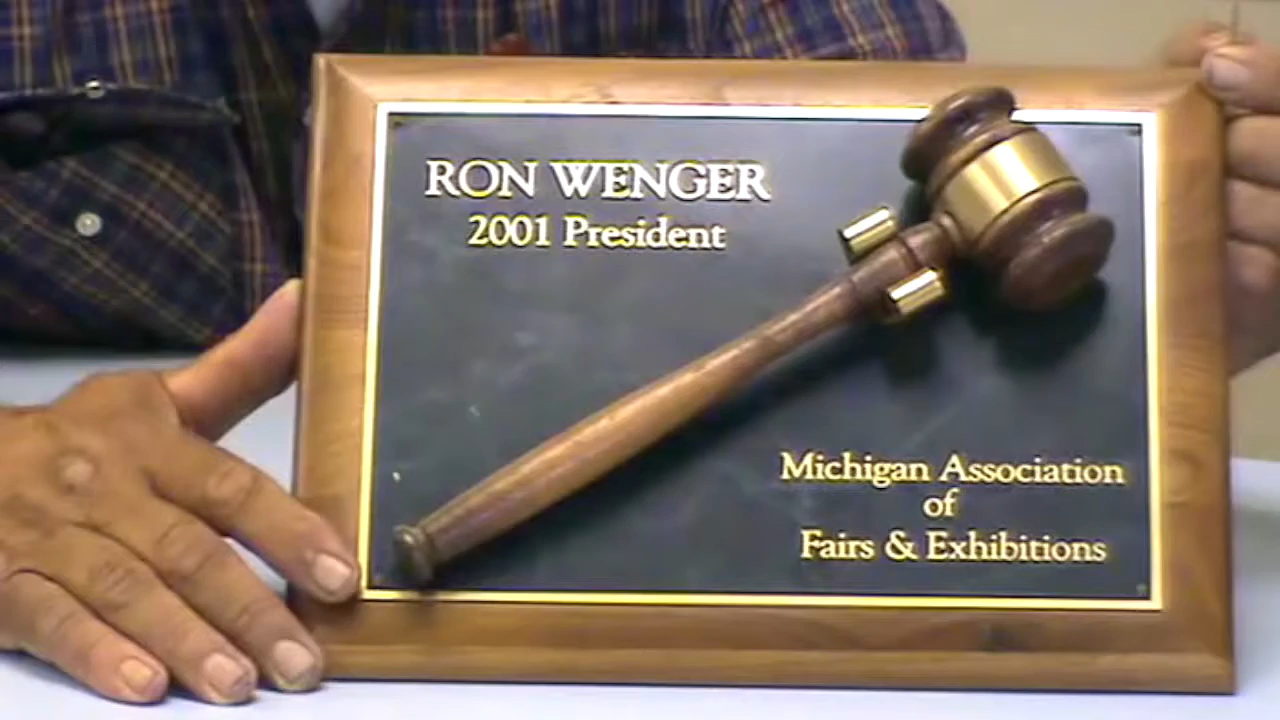 RON WENGER
2001 President
Michigan Association
of
Fairs & Exhibitions